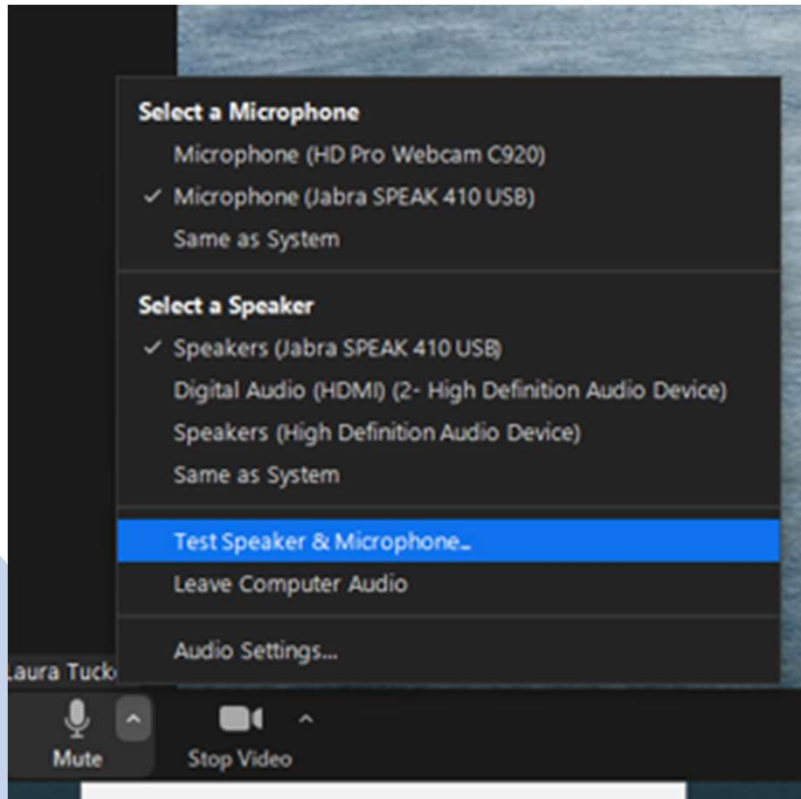 Select a Microphone
Microphone (HD Pro Webcam C920)
✓ Microphone (Jabra SPEAK 410 USB)
Same as System
Select a Speaker
✓ Speakers (Jabra SPEAK 410 USB)
Digital Audio (HDMI) (2- High Definition Audio Device)
Speakers (High Definition Audio Device)
Same as System
Test Speaker & Microphone...
Leave Computer Audio
Audio Settings...
Laura Tuck
Mute
Stop Video